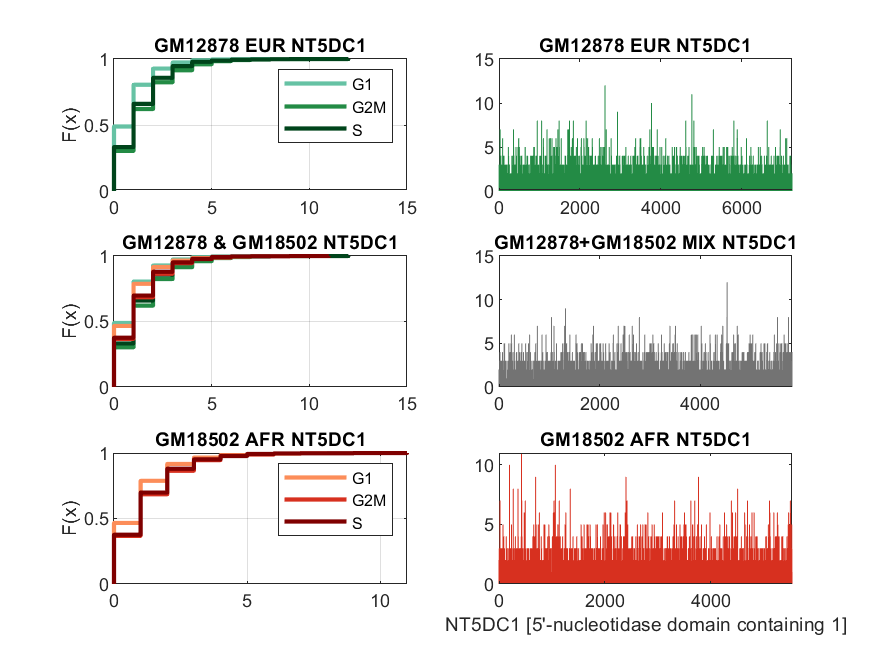 GM12878 EUR NT5DC1
1
0.5
0
F(x)
0 5 10 15
G1
G2M
S
GM12878 EUR NT5DC1
15
10
5
0
0 2000 4000 6000
GM12878 & GM18502 NT5DC1
1
0.5
0
F(x)
0 5 10 15
GM12878+GM18502 MIX NT5DC1
15
10
5
0
0 2000 4000
GM18502 AFR NT5DC1
1
0.5
0
F(x)
0 5 10
G1
G2M
S
GM18502 AFR NT5DC1
10
5
0
0 2000 4000
NT5DC1 [5'-nucleotidase domain containing 1]